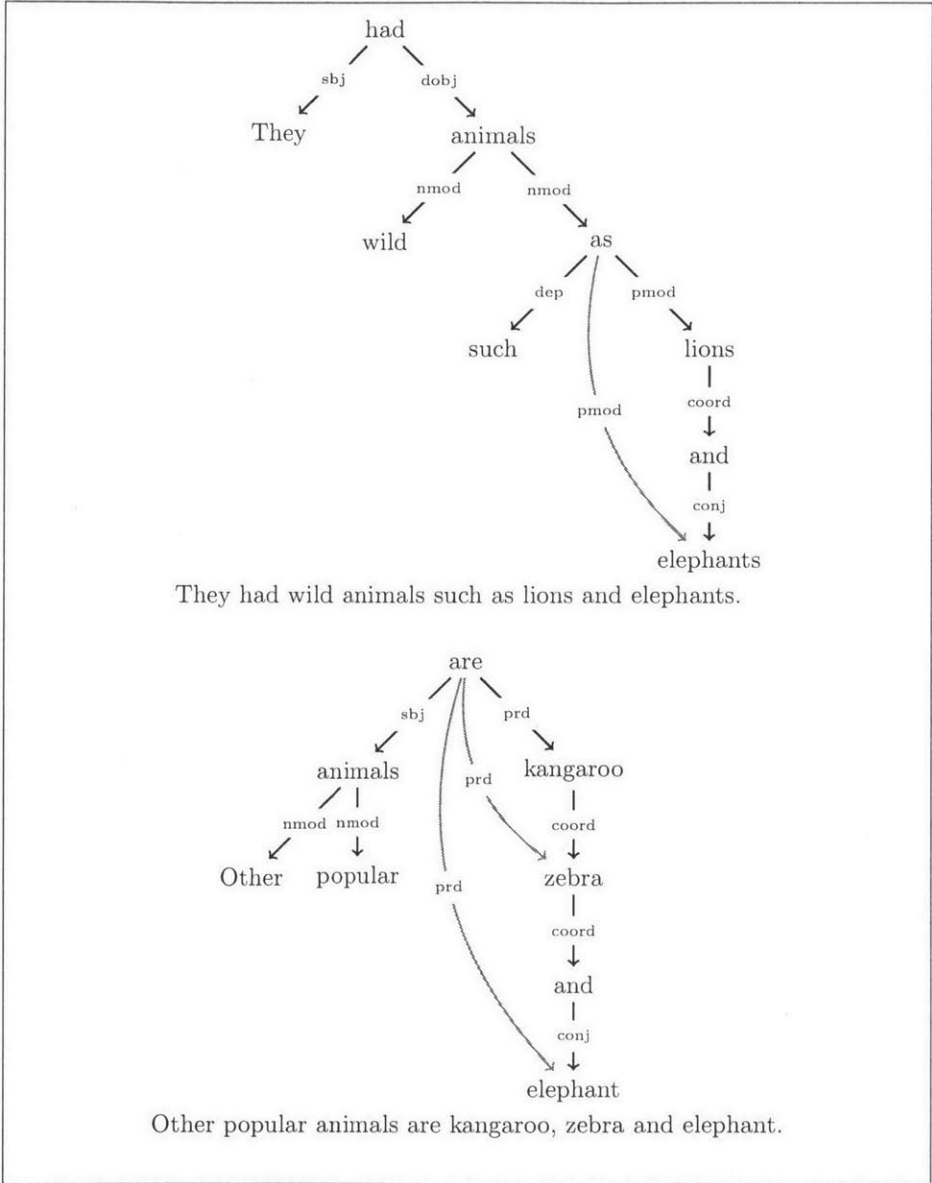 had
sbj dobj
They animals
nmod nmod
wild as
dep pmod
such lions
pmod coord
and
conj
elephants
They had wild animals such as lions and elephants.
are
sbj prd
animals prd kangaroo
nmod nmod coord
Other popular prd zebra
coord
and
conj
elephant
Other popular animals are kangaroo, zebra and elephant.